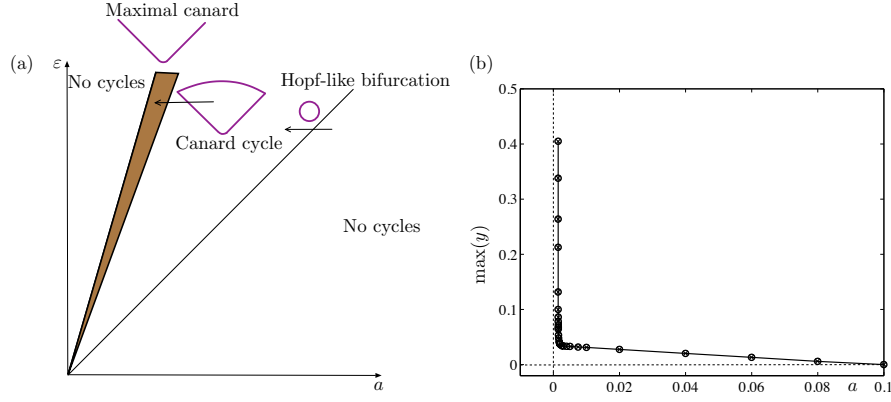 Maximal canard
(a)
ε
No cycles
Hopf-like bifurcation
Canard cycle
No cycles
a
(b)
0.5
0.4
0.3
0.2
0.1
0
max(y)
0
0.02
0.04
0.06
0.08
a
0.1